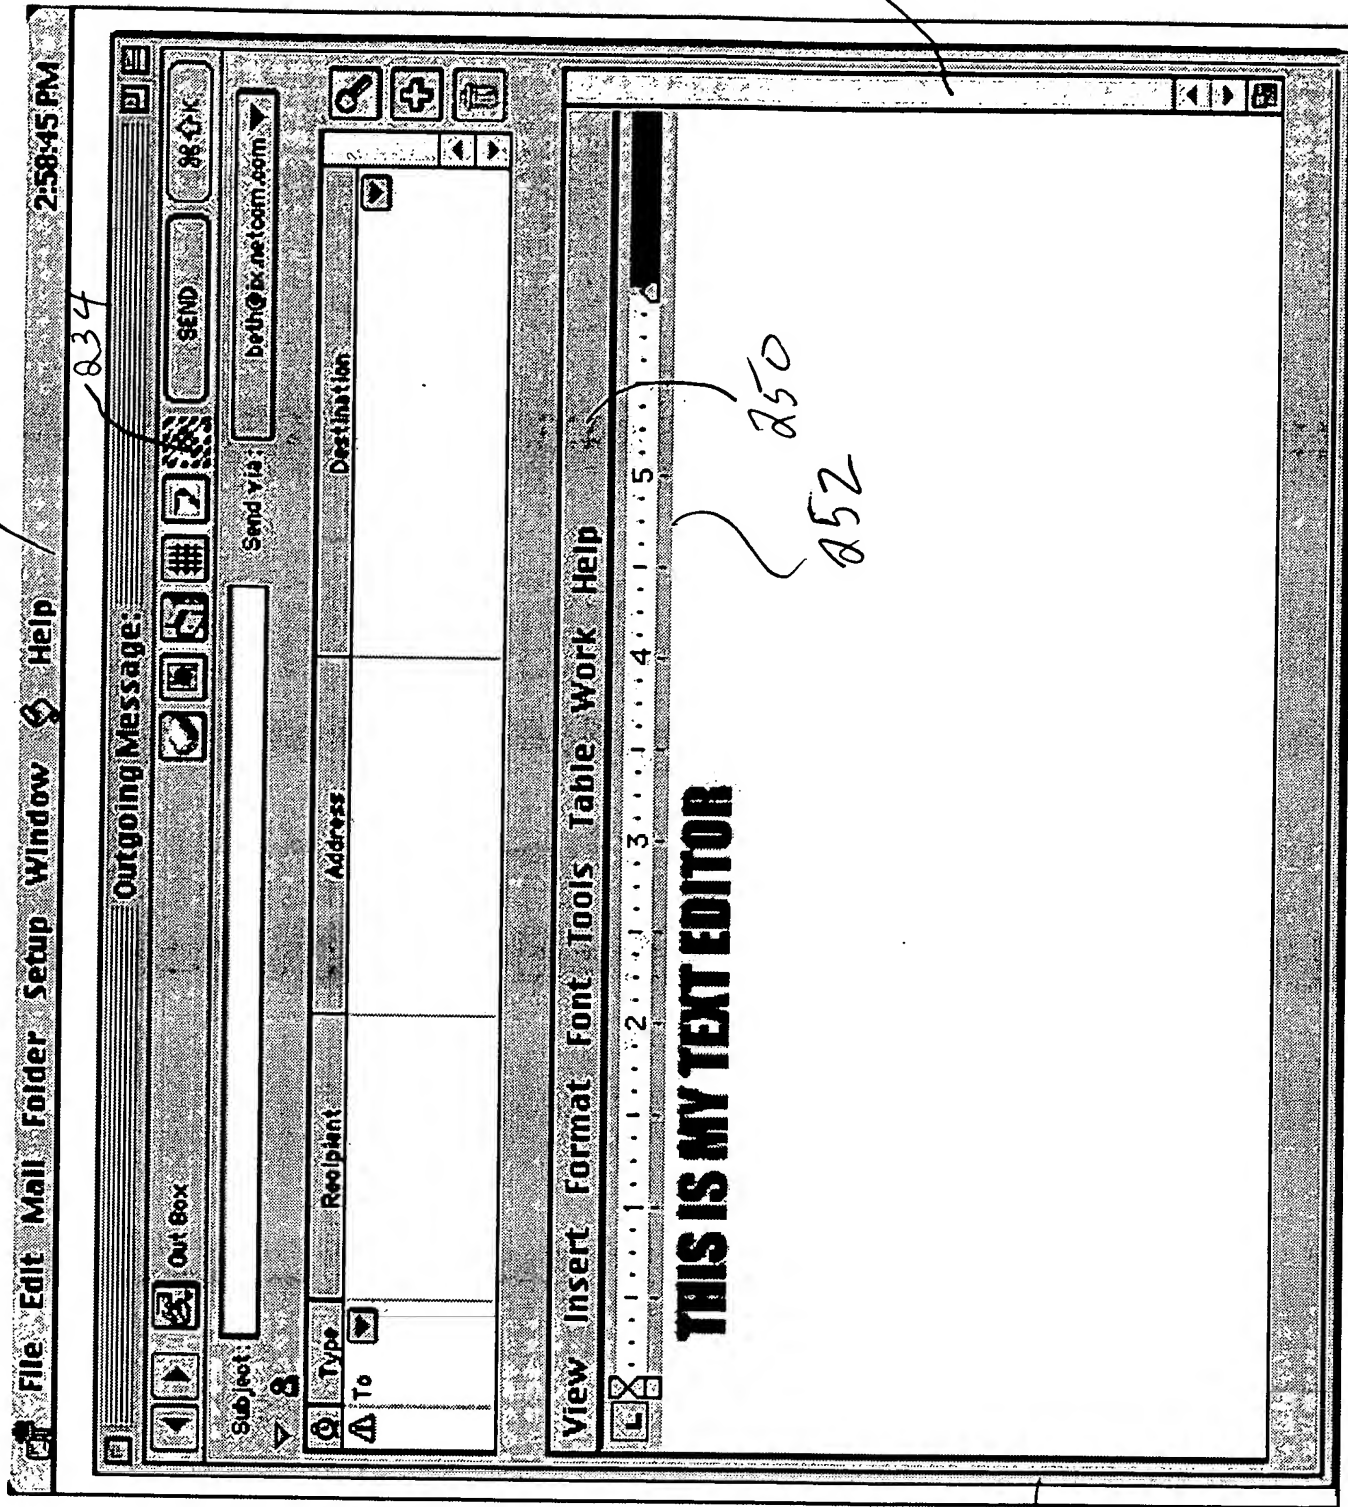 File Edit Mail Folder Setup Window Help 2:58:45 PM
234
Outgoing Message:
Out Box SEND ⌘⇧K
Subject: Send via: beth@ix.netcom.com
Type Recipient Address Destination
To
View Insert Format Font Tools Table Work Help
L 1 2 3 4 5
250
252
THIS IS MY TEXT EDITOR